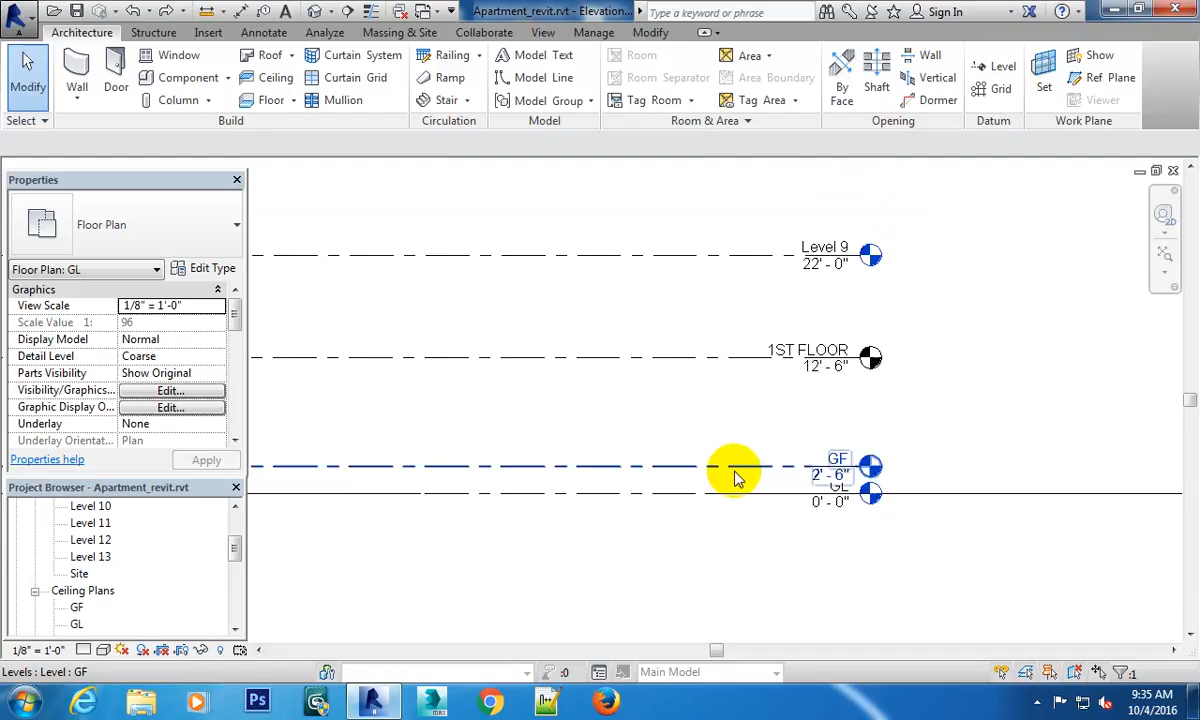 Apartment_revit.rvt - Elevation... Type a keyword or phrase Sign In
Architecture Structure Insert Annotate Analyze Massing & Site Collaborate View Manage Modify
Modify Wall Door
Window
Component
Column
Roof
Ceiling
Floor
Curtain System
Curtain Grid
Mullion
Railing
Ramp
Stair
Model Text
Model Line
Model Group
Room
Room Separator
Tag Room
Area
Area Boundary
Tag Area
By
Face
Shaft
Wall
Vertical
Dormer
Level
Grid
Set
Show
Ref Plane
Viewer
Select Build Circulation Model Room & Area Opening Datum Work Plane
Properties
Floor Plan
Floor Plan: GL Edit Type
Graphics
View Scale 1/8" = 1'-0"
Scale Value 1: 96
Display Model Normal
Detail Level Coarse
Parts Visibility Show Original
Visibility/Graphics... Edit...
Graphic Display O... Edit...
Underlay None
Underlay Orientat... Plan
Properties help Apply
Project Browser - Apartment_revit.rvt
Level 10
Level 11
Level 12
Level 13
Site
Ceiling Plans
GF
GL
Level 9
22' - 0"
1ST FLOOR
12' - 6"
GF
2' - 6"
GL
0' - 0"
2D
1/8" = 1'-0"
Levels : Level : GF :0 Main Model :1
Ps
9:35 AM
10/4/2016